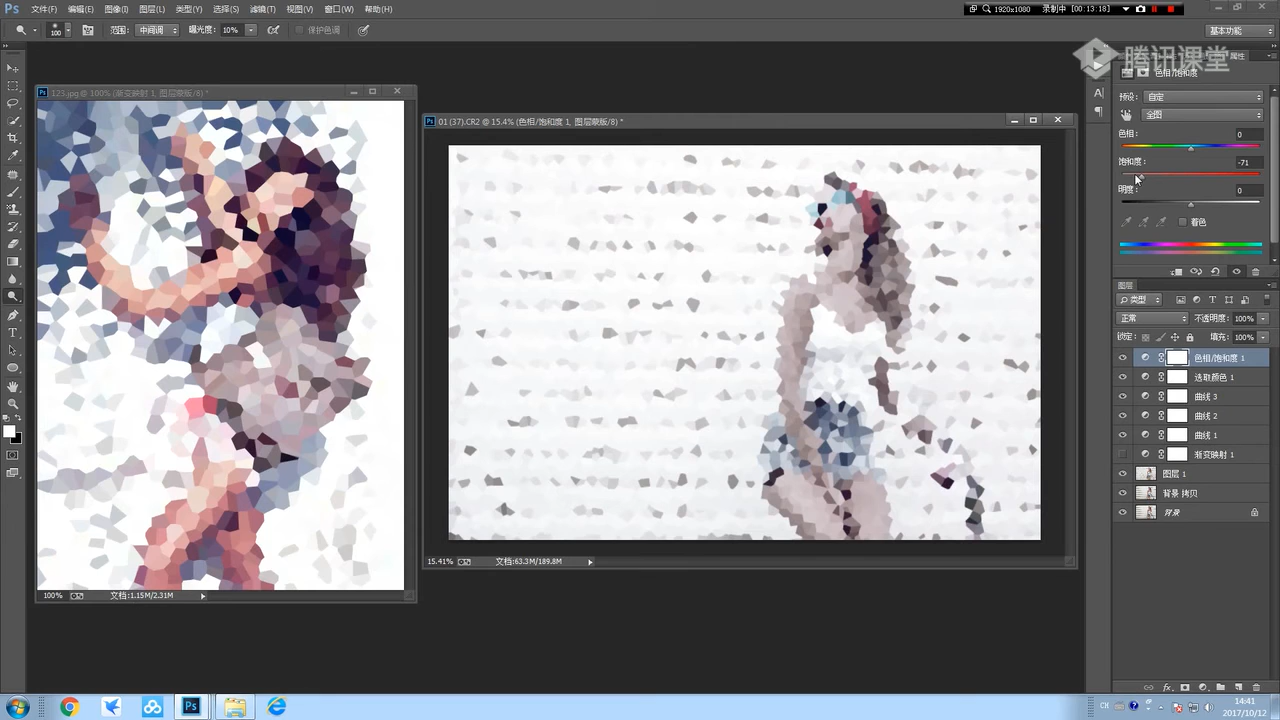 Ps 文件(F) 编辑(E) 图像(I) 图层(L) 类型(Y) 选择(S) 滤镜(T) 视图(V) 窗口(W) 帮助(H)
1920x1080 录制中 [00:13:18]
100 范围: 中间调 曝光度: 10% 保护色调 基本功能
腾讯课堂
属性
色相/饱和度
预设: 自定
全图
色相: 0
饱和度: -71
明度: 0
着色
123.jpg @ 100% (渐变映射 1, 图层蒙版/8) *
01 (37).CR2 @ 15.4% (色相/饱和度 1, 图层蒙版/8) *
图层
类型
正常 不透明度: 100%
锁定: 填充: 100%
色相/饱和度 1
选取颜色 1
曲线 3
曲线 2
曲线 1
渐变映射 1
图层 1
背景 拷贝
背景
15.41% 文档:63.3M/189.8M
100% 文档:1.15M/2.31M
fx
Ps
CH
14:41
2017/10/12